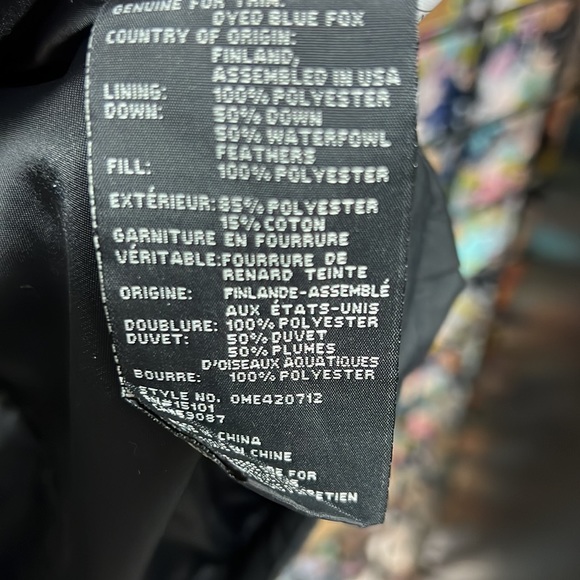 GENUINE FUR TRIM:
DYED BLUE FOX
COUNTRY OF ORIGIN:
FINLAND,
ASSEMBLED IN USA
LINING: 100% POLYESTER
DOWN: 50% DOWN
50% WATERFOWL
FEATHERS
FILL: 100% POLYESTER
EXTÉRIEUR: 85% POLYESTER
15% COTON
GARNITURE EN FOURRURE
VÉRITABLE: FOURRURE DE
RENARD TEINTE
ORIGINE: FINLANDE-ASSEMBLÉ
AUX ÉTATS-UNIS
DOUBLURE: 100% POLYESTER
DUVET: 50% DUVET
50% PLUMES
D'OISEAUX AQUATIQUES
BOURRE: 100% POLYESTER
STYLE NO. OME420712
15101
59087
CHINA
CHINE
FOR